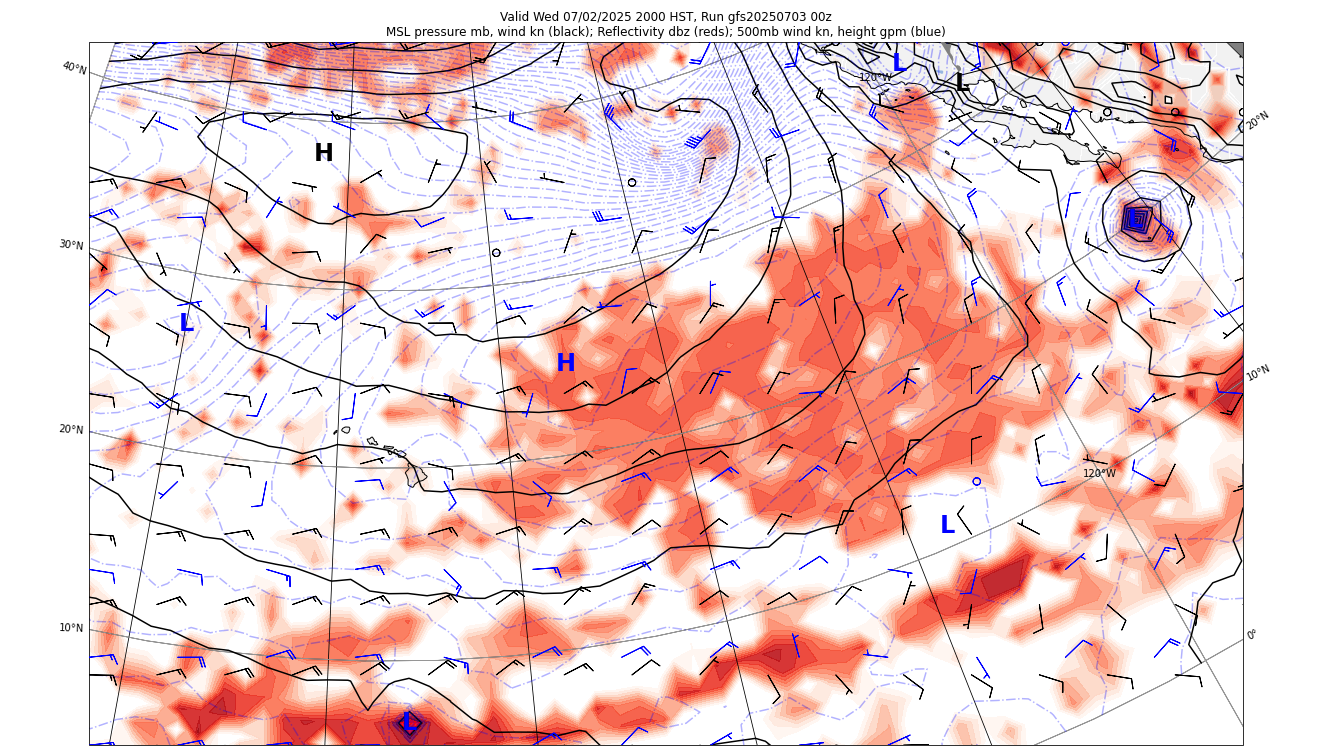 Valid Wed 07/02/2025 2000 HST, Run gfs20250703 00z
MSL pressure mb, wind kn (black); Reflectivity dbz (reds); 500mb wind kn, height gpm (blue)
40°N
L
120°W
L
20°N
H
L
30°N
L
H
10°N
20°N
120°W
L
10°N
0°
L